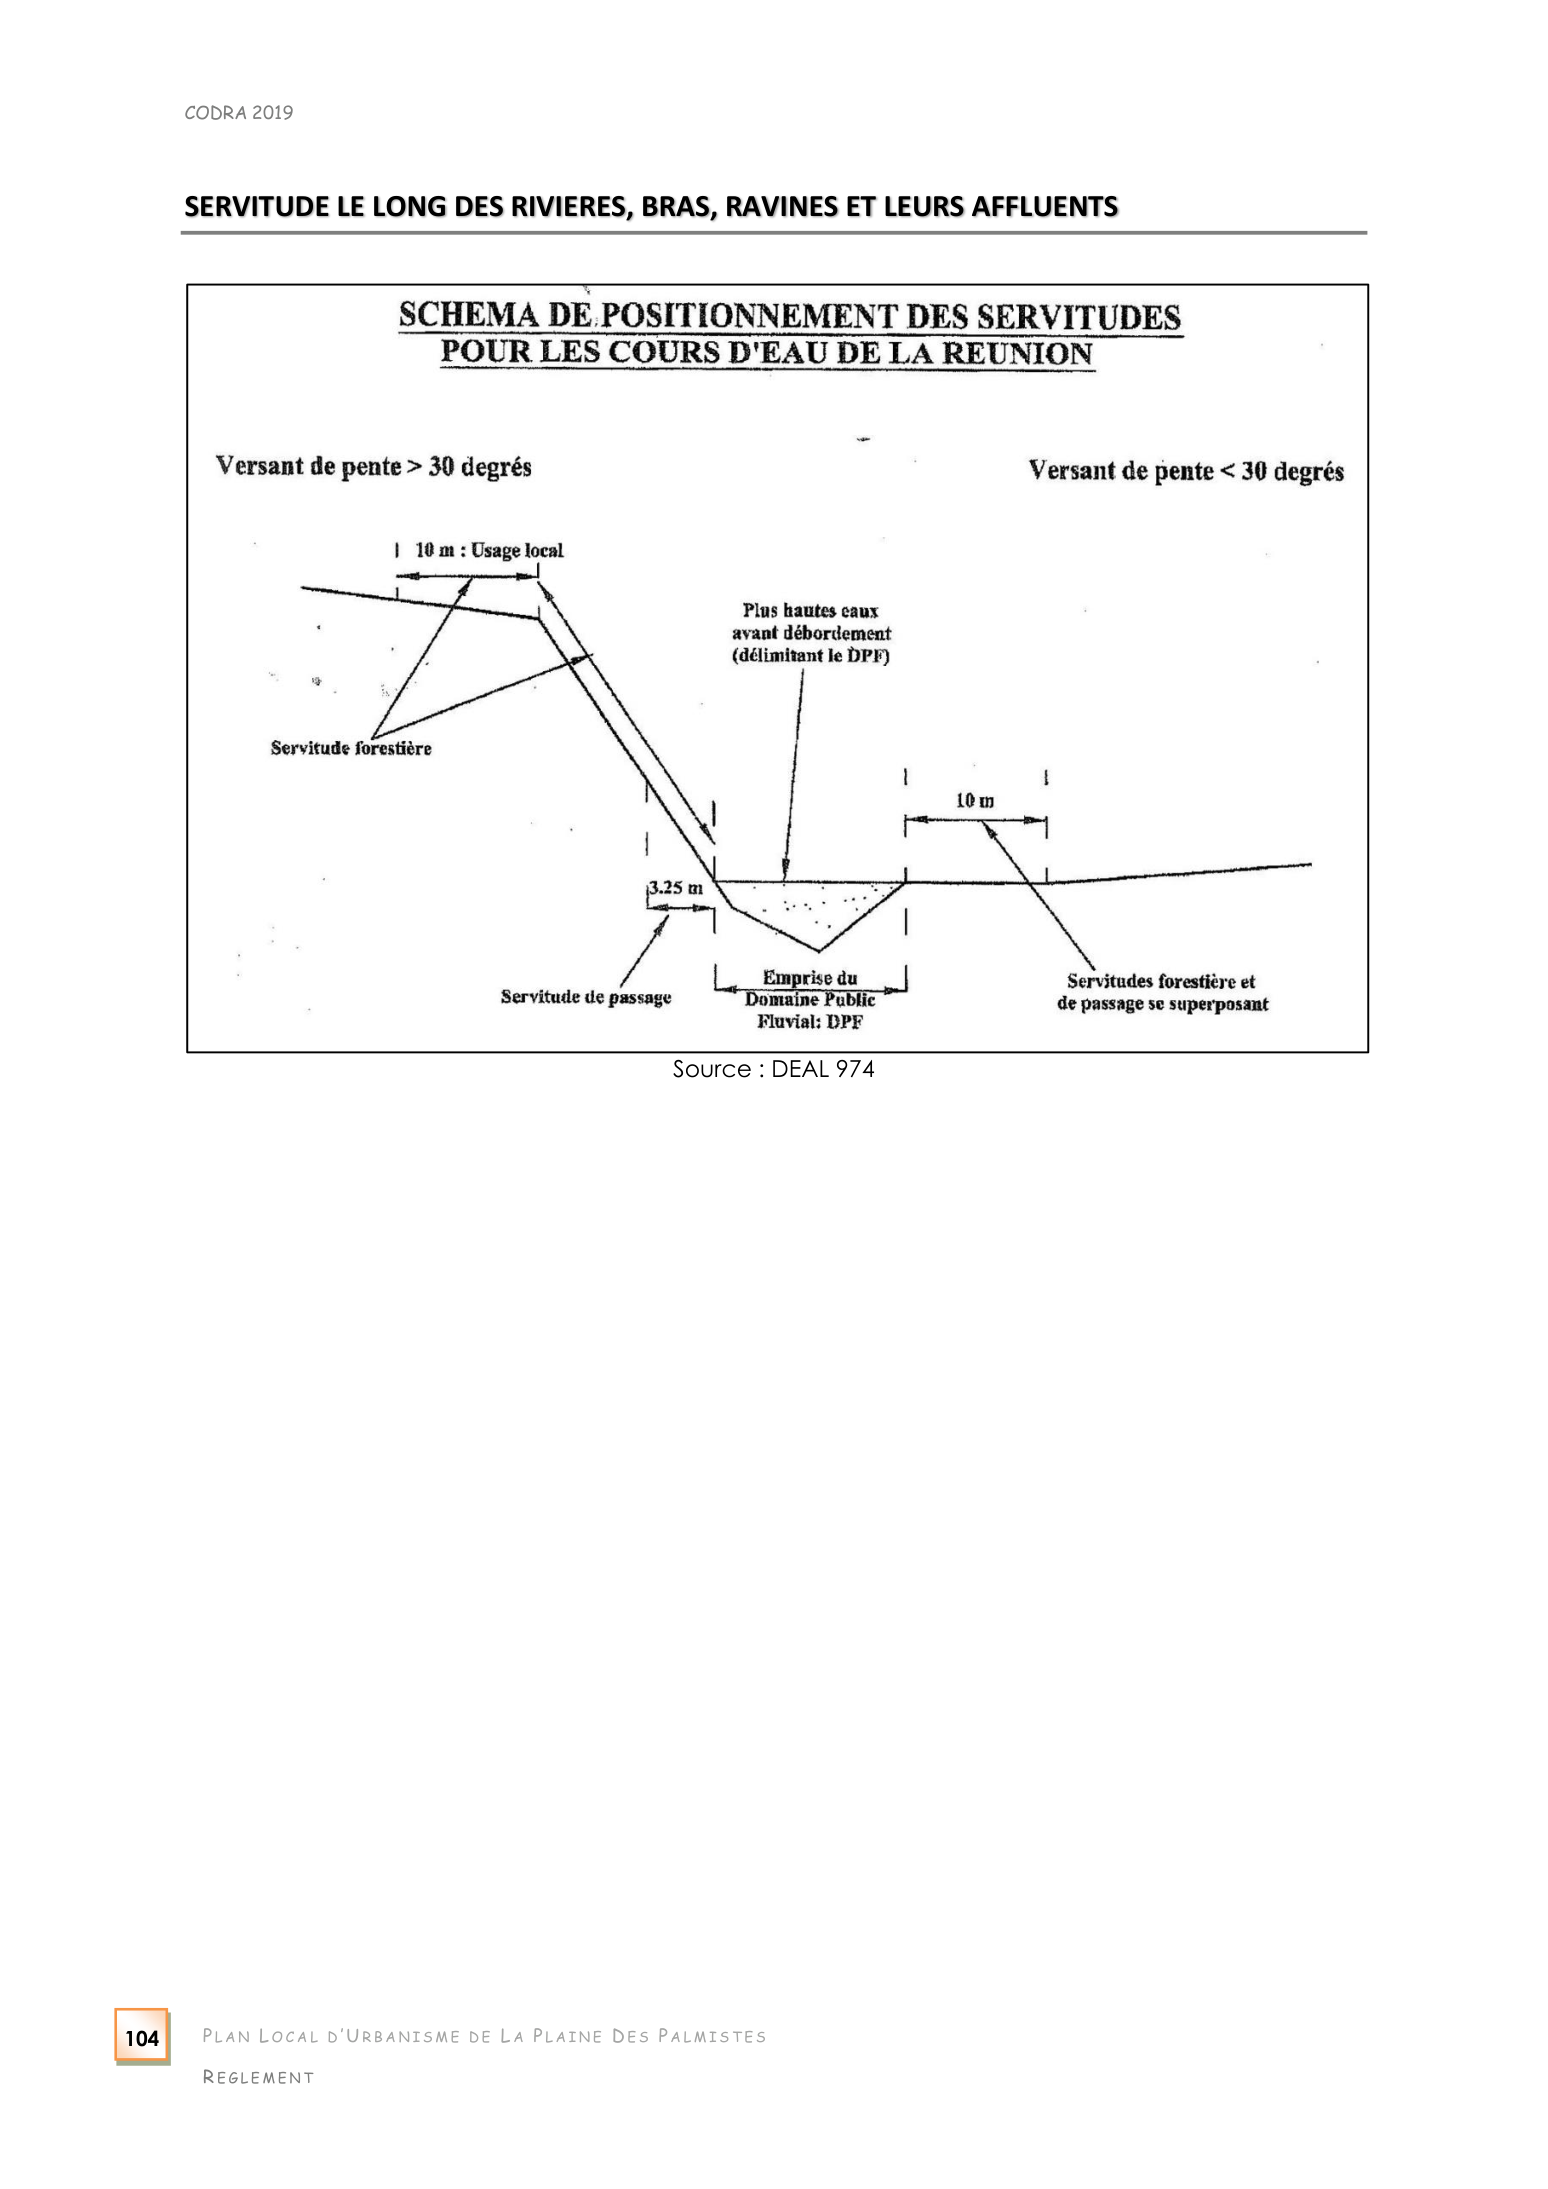 CODRA 2019
SERVITUDE LE LONG DES RIVIERES, BRAS, RAVINES ET LEURS AFFLUENTS
SCHEMA DE POSITIONNEMENT DES SERVITUDES
POUR LES COURS D'EAU DE LA REUNION
Versant de pente > 30 degrés
Versant de pente < 30 degrés
10 m : Usage local
Plus hautes eaux
avant débordement
(délimitant le DPF)
Servitude forestière
10 m
3.25 m
Servitude de passage
Emprise du
Domaine Public
Fluvial: DPF
Servitudes forestière et
de passage se superposant
Source : DEAL 974
104
PLAN LOCAL D'URBANISME DE LA PLAINE DES PALMISTES
REGLEMENT